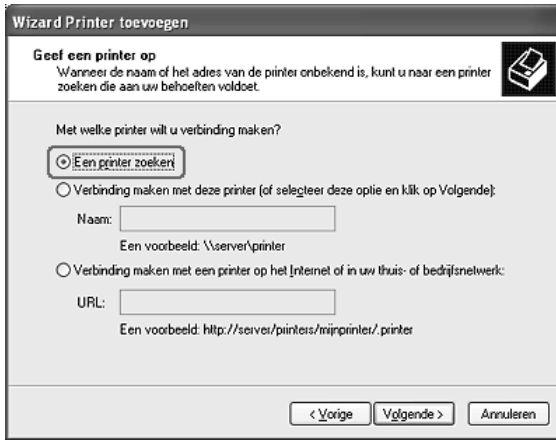 Wizard Printer toevoegen
Geef een printer op
Wanneer de naam of het adres van de printer onbekend is, kunt u naar een printer
zoeken die aan uw behoeften voldoet.
Met welke printer wilt u verbinding maken?
Een printer zoeken
Verbinding maken met deze printer (of selecteer deze optie en klik op Volgende):
Naam:
Een voorbeeld: \\server\printer
Verbinding maken met een printer op het Internet of in uw thuis- of bedrijfsnetwerk:
URL:
Een voorbeeld: http://server/printers/mijnprinter/.printer
< Vorige
Volgende >
Annuleren